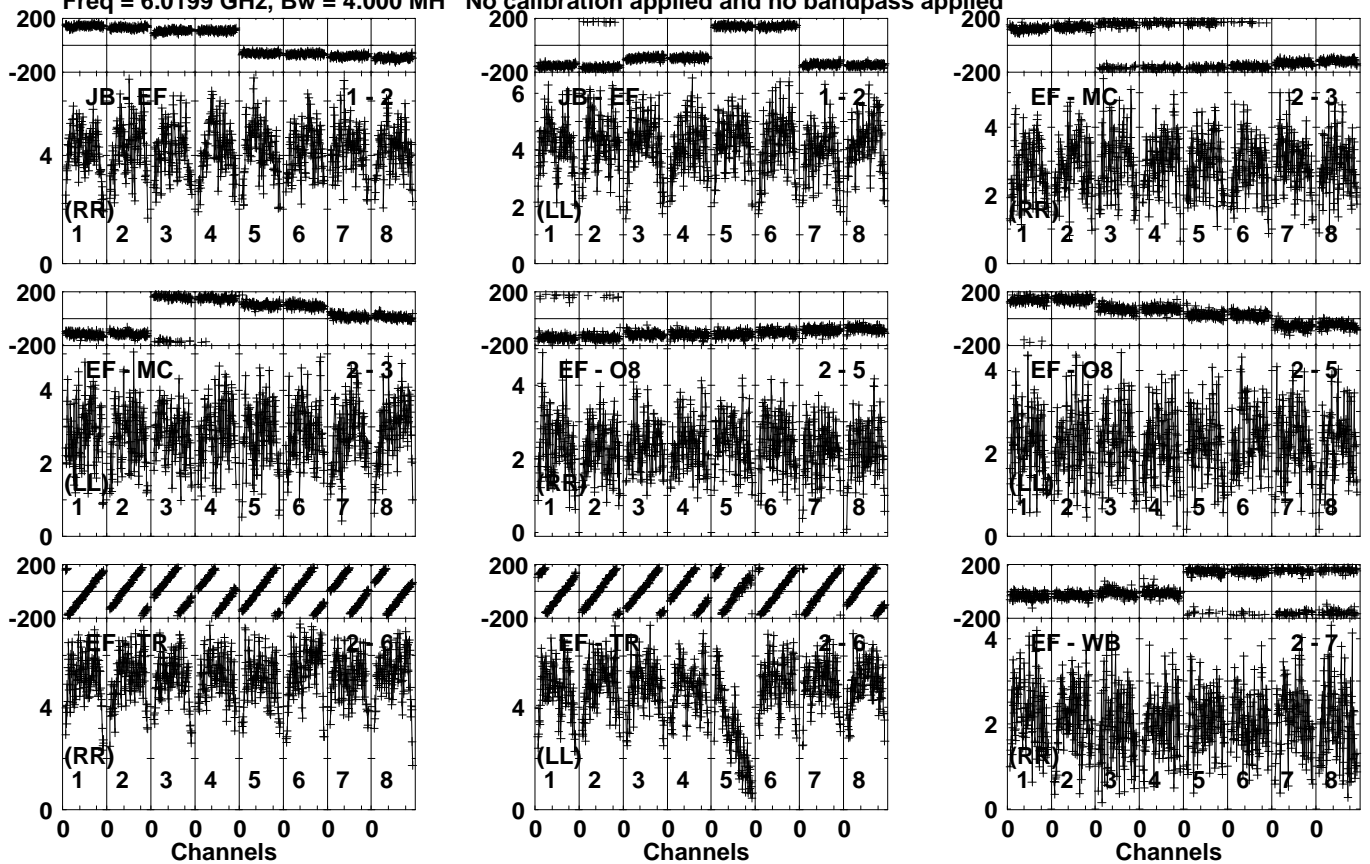 Freq = 6.0199 GHz, Bw = 4.000 MH No calibration applied and no bandpass applied
200
-200
JB - EF 1 - 2
4
(RR)
1 2 3 4 5 6 7 8
0
JB - EF 1 - 2
6
4
2
(LL)
1 2 3 4 5 6 7 8
0
200
-200
EF - MC 2 - 3
4
2
(RR)
1 2 3 4 5 6 7 8
0
200
-200
EF - MC 2 - 3
4
2
(LL)
1 2 3 4 5 6 7 8
0
200
-200
EF - O8 2 - 5
4
2
(RR)
1 2 3 4 5 6 7 8
0
200
-200
EF - O8 2 - 5
4
2
(LL)
1 2 3 4 5 6 7 8
0
200
-200
EF - TR 2 - 6
4
(RR)
1 2 3 4 5 6 7 8
0
0 0 0 0 0 0 0 0
Channels
200
-200
EF - TR 2 - 6
4
(LL)
1 2 3 4 5 6 7 8
0
0 0 0 0 0 0 0 0
Channels
200
-200
EF - WB 2 - 7
4
2
(RR)
1 2 3 4 5 6 7 8
0
0 0 0 0 0 0 0 0
Channels